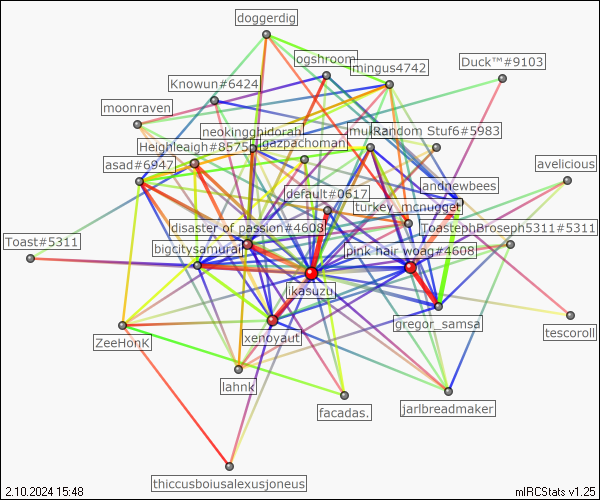 doggerdig
ogshroom
mingus4742
Duck™#9103
Knowun#6424
moonraven
neokingghidorah
Random Stuf6#5983
Heighleaigh#8575
gazpachoman
asad#6947
avelicious
default#0617
andnewbees
turkey_mcnugget
disaster of passion#4608
ToastephBroseph5311#5311
Toast#5311
bigcitysamurai
pink hair woag#4608
likasuzu
gregor_samsa
tescoroll
ZeeHonK
xenoyaut
lahnk
facadas.
jarlbreadmaker
thiccusboiusalexusjoneus
2.10.2024 15:48
mIRCStats v1.25